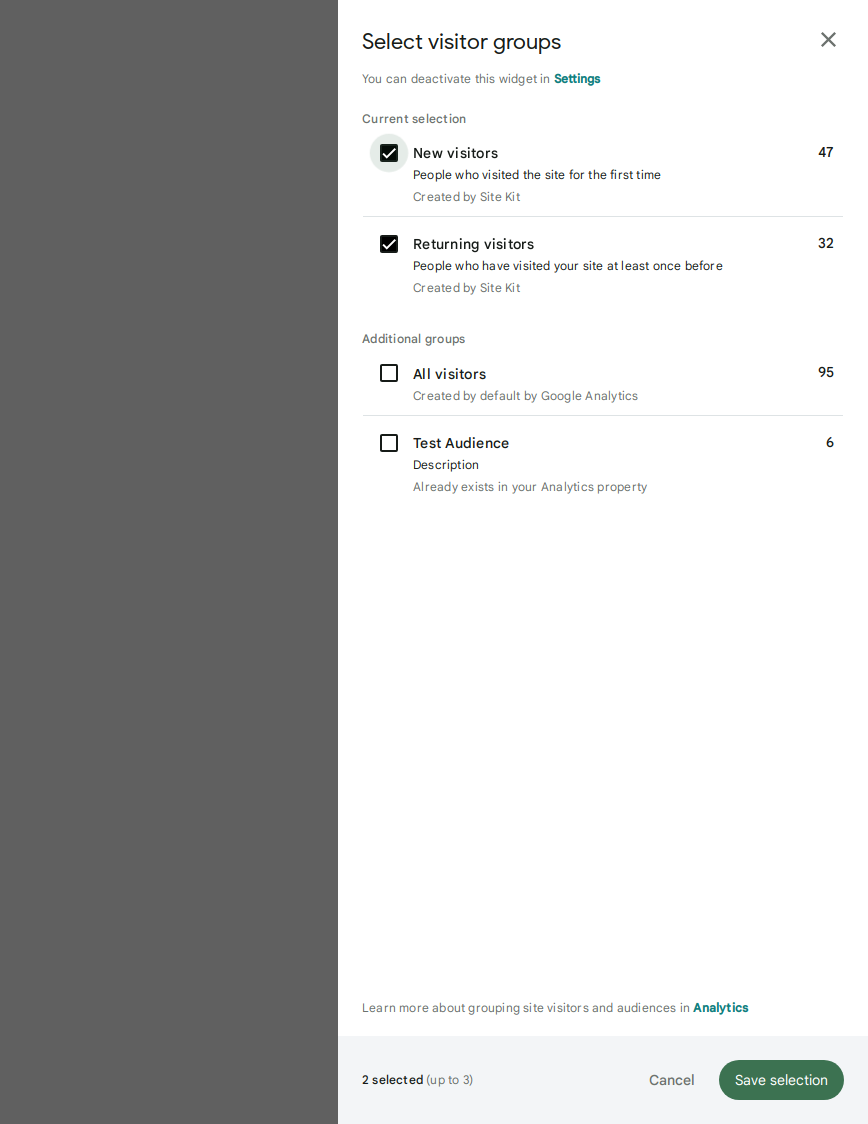 Select visitor groups
You can deactivate this widget in Settings
Current selection
New visitors 47
People who visited the site for the first time
Created by Site Kit
Returning visitors 32
People who have visited your site at least once before
Created by Site Kit
Additional groups
All visitors 95
Created by default by Google Analytics
Test Audience 6
Description
Already exists in your Analytics property
Learn more about grouping site visitors and audiences in Analytics
2 selected (up to 3) Cancel Save selection